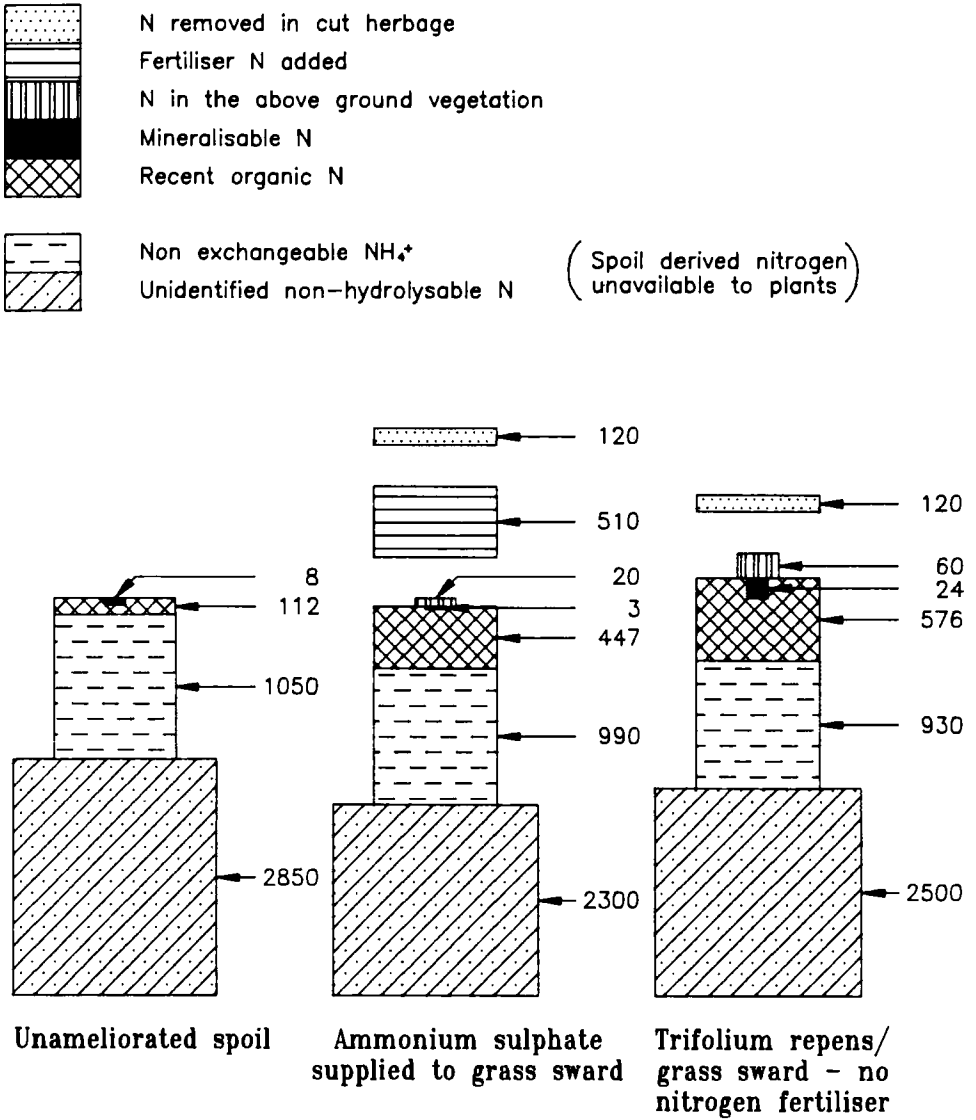 N removed in cut herbage
Fertiliser N added
N in the above ground vegetation
Mineralisable N
Recent organic N
Non exchangeable NH₄⁺
Unidentified non-hydrolysable N
(Spoil derived nitrogen
unavailable to plants)
8
112
1050
2850
120
510
20
3
447
990
2300
120
60
24
576
930
2500
Unameliorated spoil
Ammonium sulphate
supplied to grass sward
Trifolium repens/
grass sward – no
nitrogen fertiliser